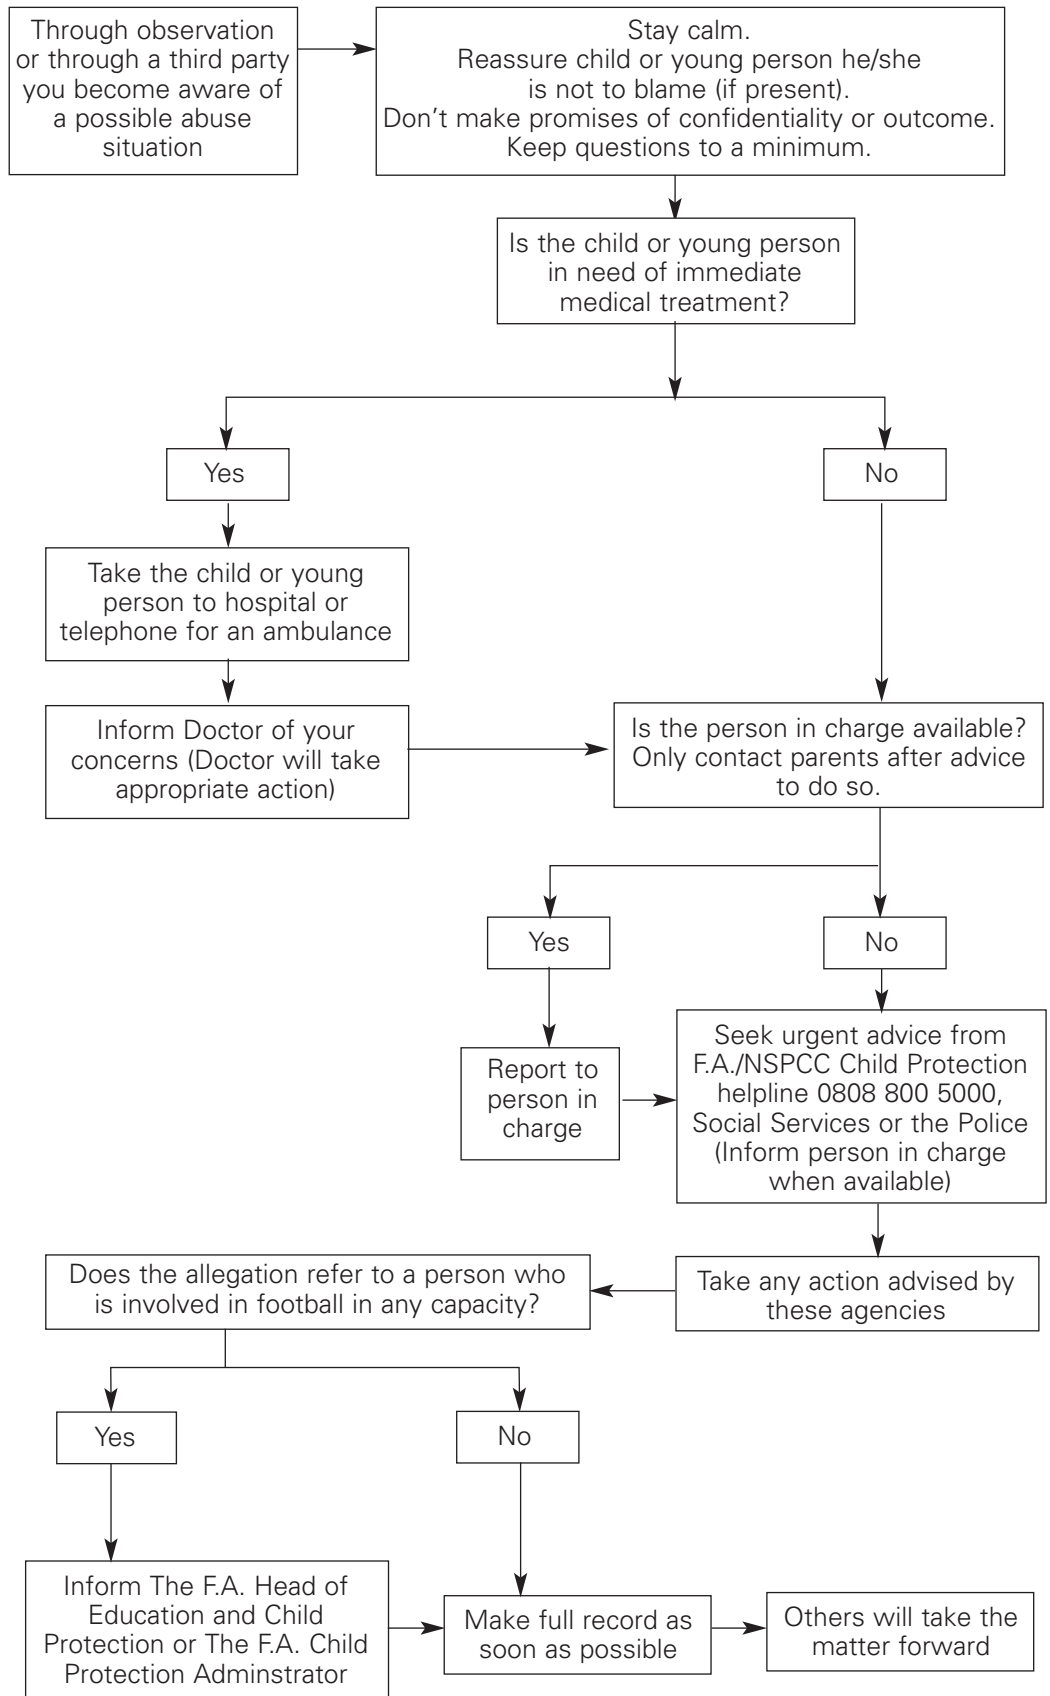 Through observation
or through a third party
you become aware of
a possible abuse
situation
Stay calm.
Reassure child or young person he/she
is not to blame (if present).
Don’t make promises of confidentiality or outcome.
Keep questions to a minimum.
Is the child or young person
in need of immediate
medical treatment?
Yes
No
Take the child or young
person to hospital or
telephone for an ambulance
Inform Doctor of your
concerns (Doctor will take
appropriate action)
Is the person in charge available?
Only contact parents after advice
to do so.
Yes
No
Report to
person in
charge
Seek urgent advice from
F.A./NSPCC Child Protection
helpline 0808 800 5000,
Social Services or the Police
(Inform person in charge
when available)
Take any action advised by
these agencies
Does the allegation refer to a person who
is involved in football in any capacity?
Yes
No
Inform The F.A. Head of
Education and Child
Protection or The F.A. Child
Protection Adminstrator
Make full record as
soon as possible
Others will take the
matter forward